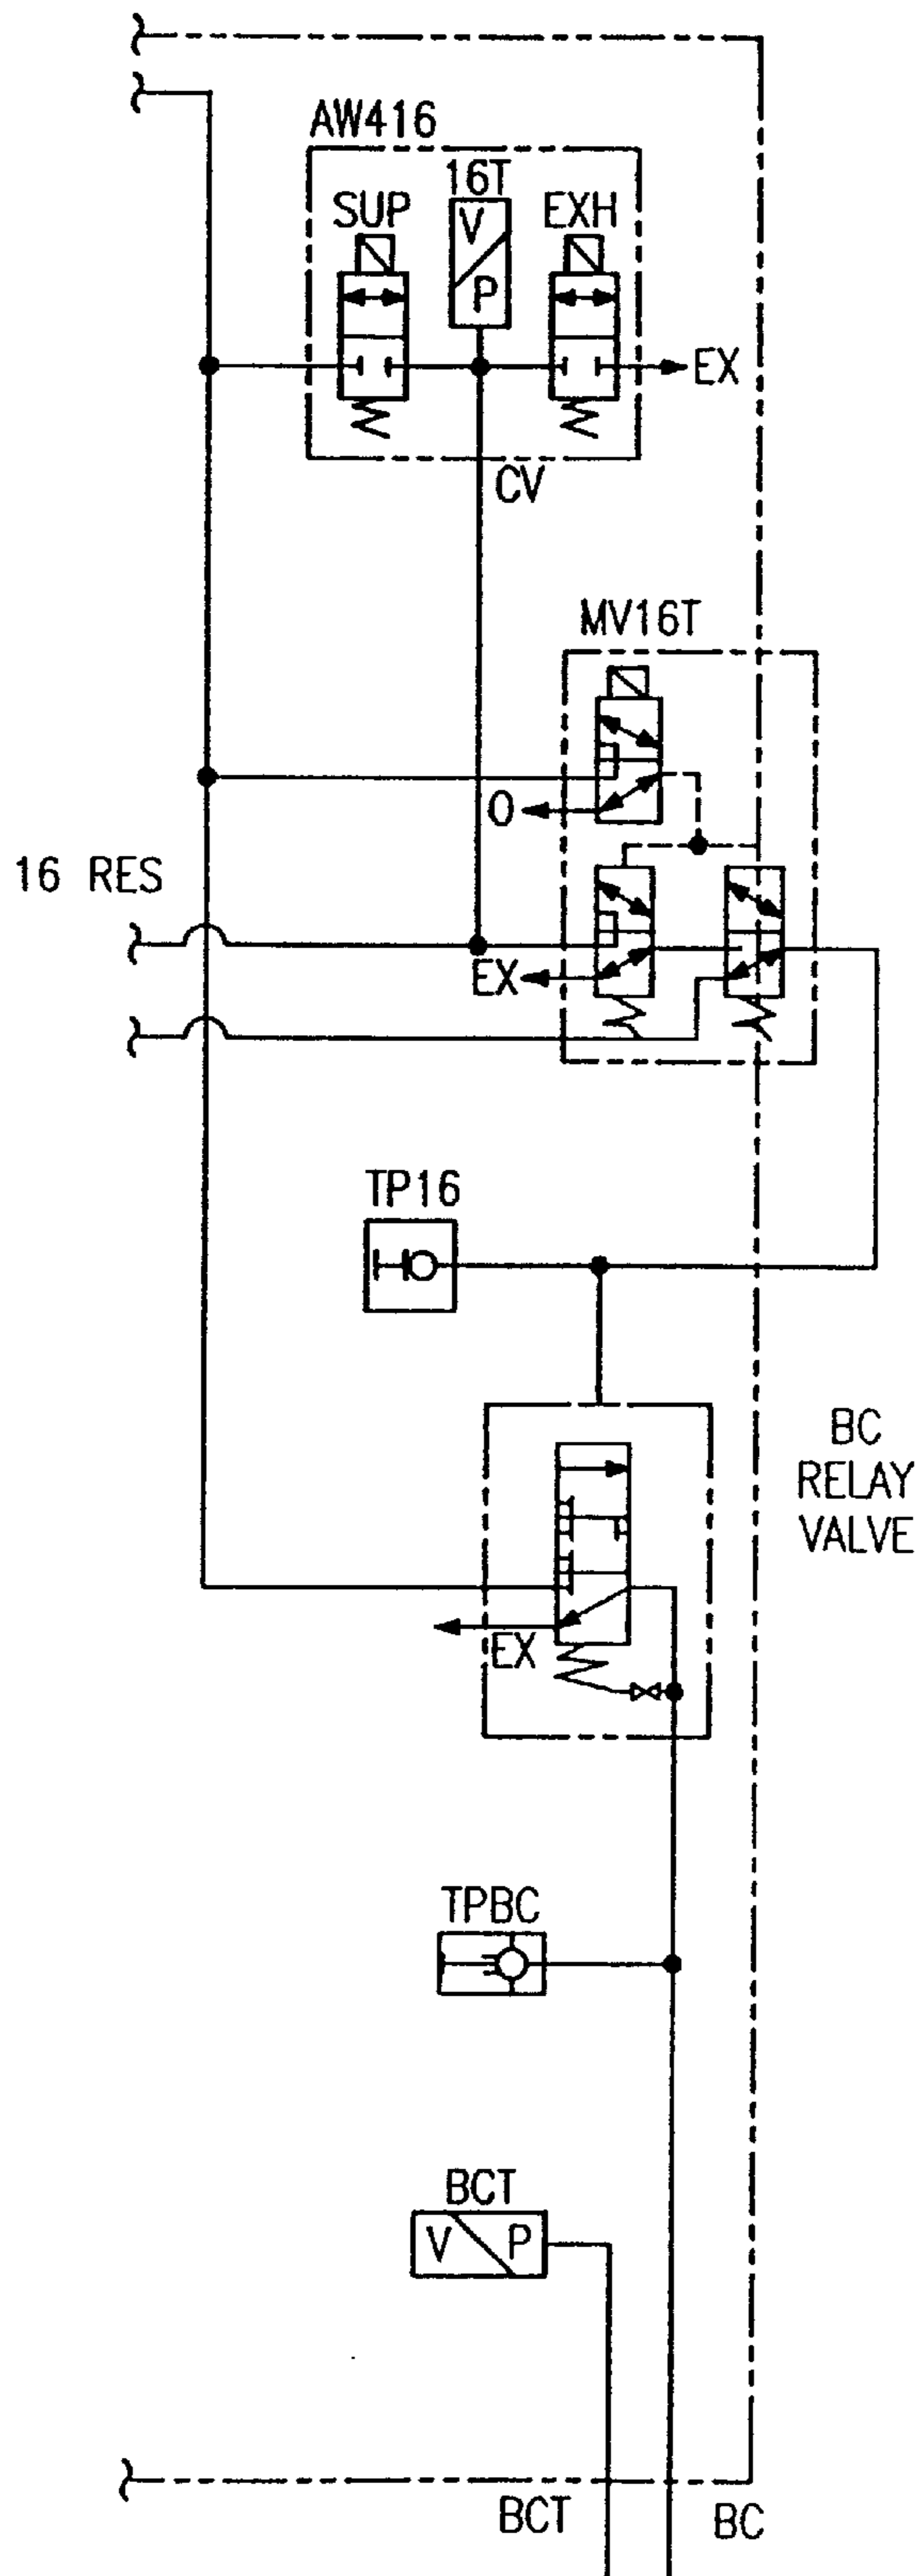 AW416
16T
SUP
EXH
V
P
EX
CV
MV16T
O
16 RES
EX
TP16
BC
RELAY
VALVE
EX
TPBC
BCT
V P
BCT
BC